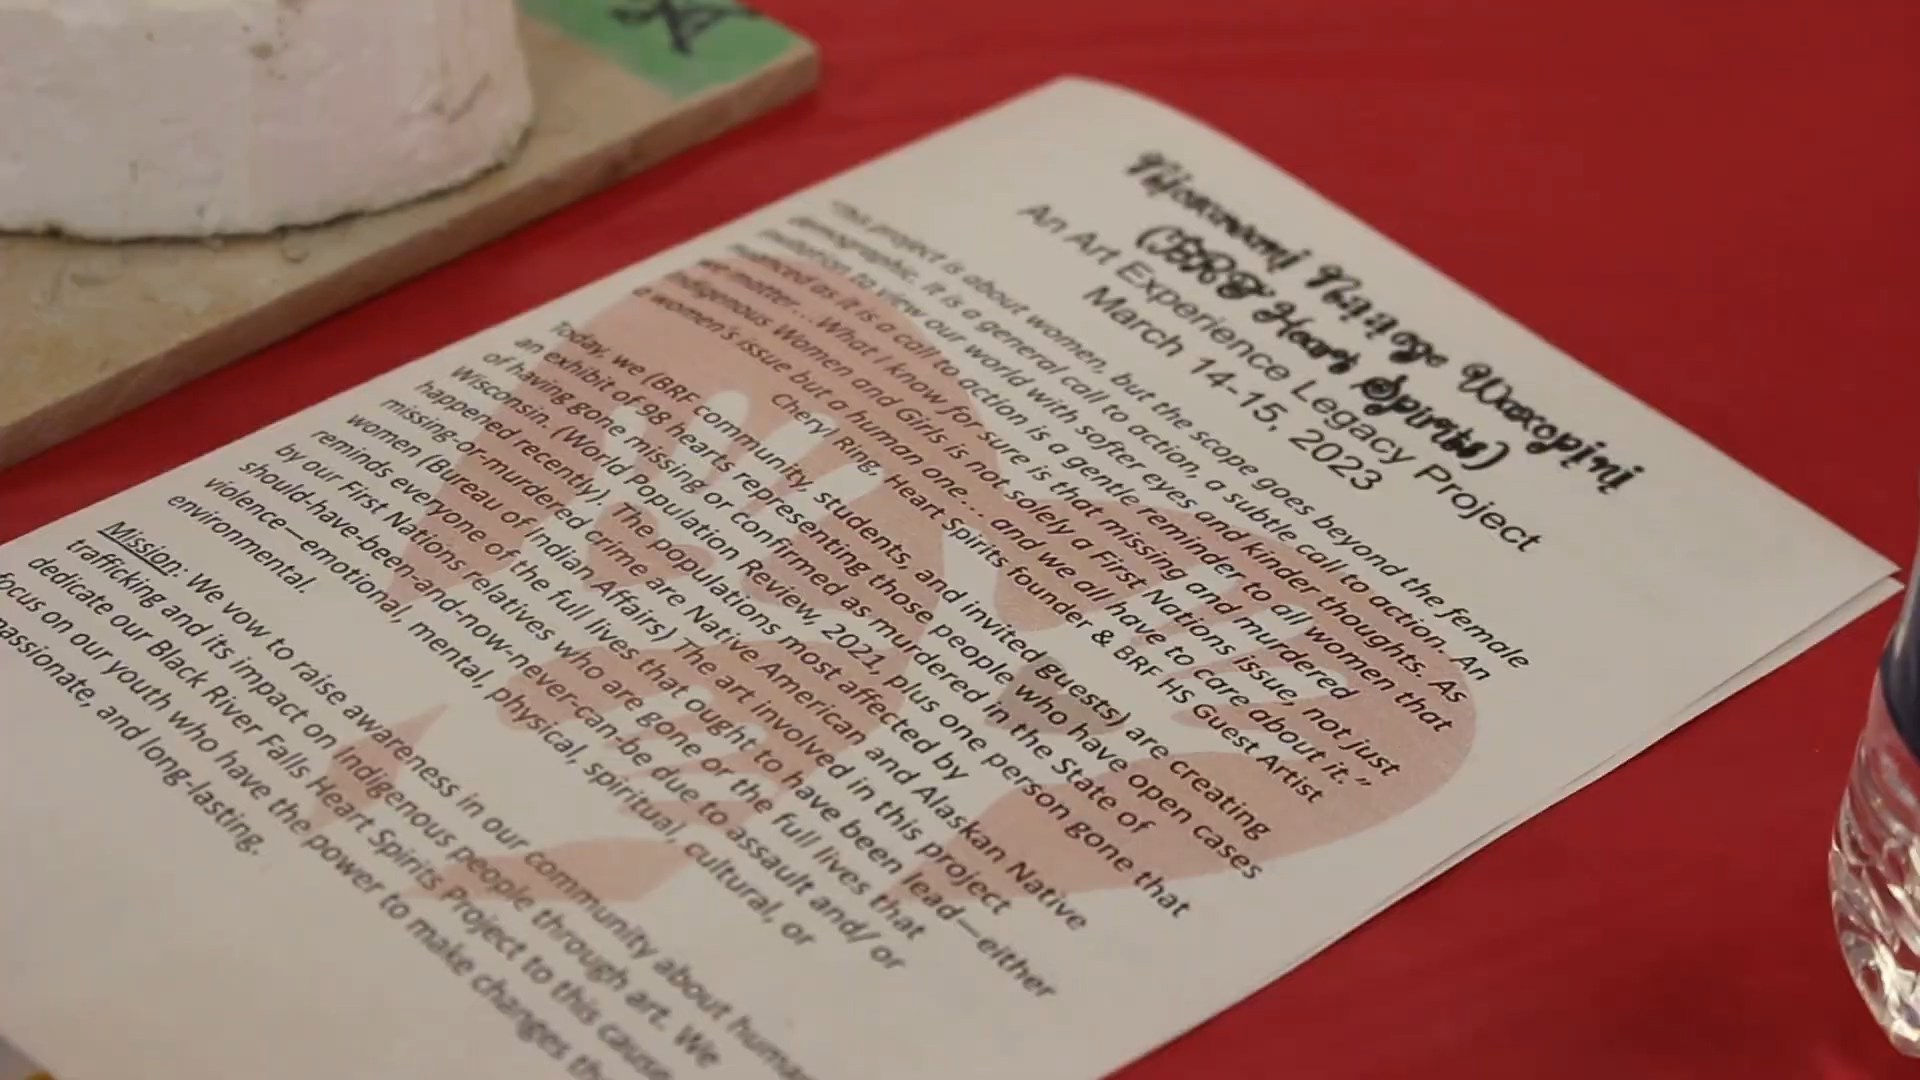 (BRF Heart Spirits)
An Art Experience Legacy Project
March 14-15, 2023
"This project is about women, but the scope goes beyond the female
demographic. It is a general call to action, a subtle call to action. An
invitation to view our world with softer eyes and kinder thoughts. As
nuanced as it is a call to action is a gentle reminder to all women that
we matter... What I know for sure is that missing and murdered
Indigenous Women and Girls is not solely a First Nations issue, not just
a women's issue but a human one... and we all have to care about it."
Cheryl Ring, Heart Spirits founder & BRF HS Guest Artist
Today, we (BRF community, students, and invited guests) are creating
an exhibit of 98 hearts representing those people who have open cases
of having gone missing or confirmed as murdered in the State of
Wisconsin. (World Population Review, 2021, plus one person gone that
happened recently). The populations most affected by
missing-or-murdered crime are Native American and Alaskan Native
women (Bureau of Indian Affairs) The art involved in this project
reminds everyone of the full lives that ought to have been lead—either
by our First Nations relatives who are gone or the full lives that
should-have-been-and-now-never-can-be due to assault and/ or
violence—emotional, mental, physical, spiritual, cultural, or
environmental.
Mission: We vow to raise awareness in our community about human
trafficking and its impact on Indigenous people through art. We
dedicate our Black River Falls Heart Spirits Project to this cause
focus on our youth who have the power to make changes
and long-lasting.